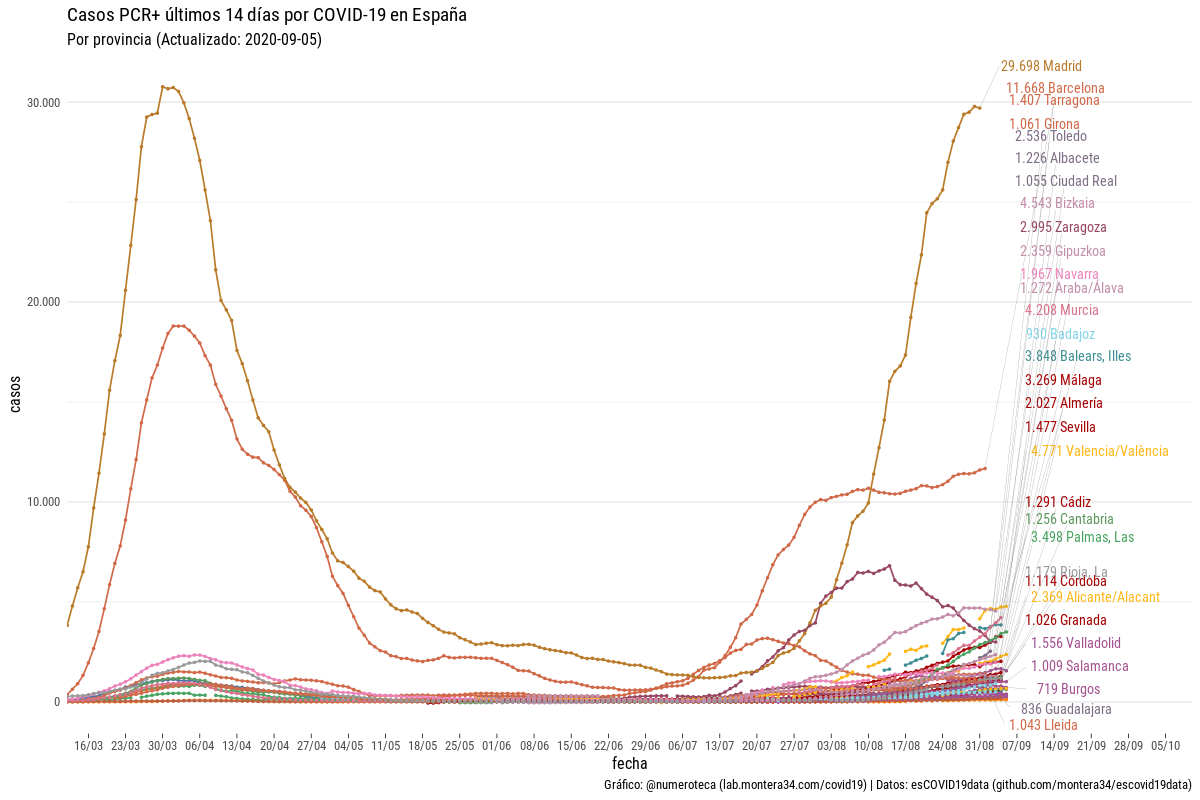 Casos PCR+ últimos 14 días por COVID-19 en España
Por provincia (Actualizado: 2020-09-05)
casos
30.000
20.000
10.000
0
29.698 Madrid
11.668 Barcelona
1.407 Tarragona
1.061 Girona
2.536 Toledo
1.226 Albacete
1.055 Ciudad Real
4.543 Bizkaia
2.995 Zaragoza
2.359 Gipuzkoa
1.967 Navarra
1.272 Araba/Álava
4.208 Murcia
930 Badajoz
3.848 Balears, Illes
3.269 Málaga
2.027 Almería
1.477 Sevilla
4.771 Valencia/València
1.291 Cádiz
1.256 Cantabria
3.498 Palmas, Las
1.179 Rioja, La
1.114 Córdoba
2.369 Alicante/Alacant
1.026 Granada
1.556 Valladolid
1.009 Salamanca
719 Burgos
836 Guadalajara
1.043 Lleida
16/03 23/03 30/03 06/04 13/04 20/04 27/04 04/05 11/05 18/05 25/05 01/06 08/06 15/06 22/06 29/06 06/07 13/07 20/07 27/07 03/08 10/08 17/08 24/08 31/08 07/09 14/09 21/09 28/09 05/10
fecha
Gráfico: @numeroteca (lab.montera34.com/covid19) | Datos: esCOVID19data (github.com/montera34/escovid19data)